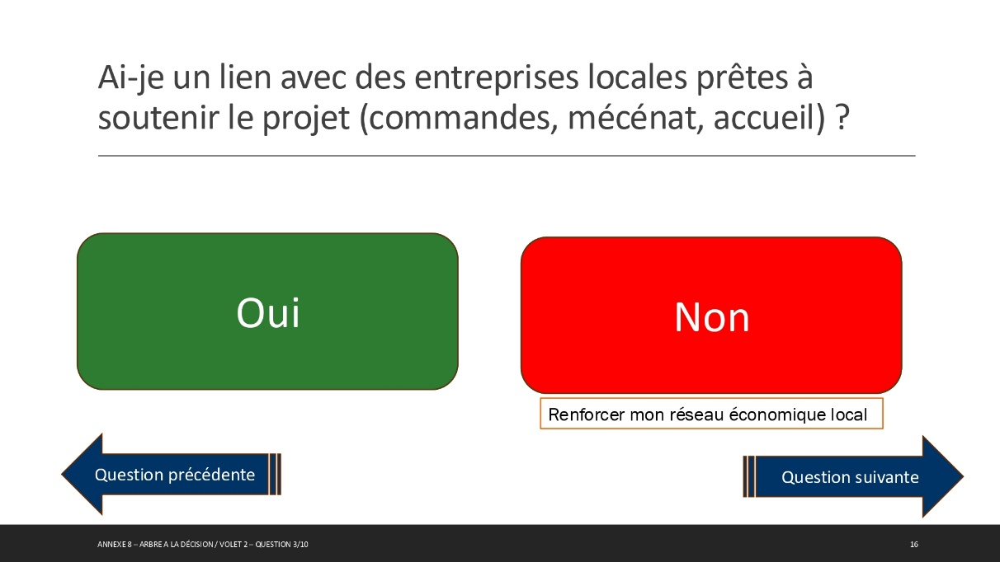 Ai-je un lien avec des entreprises locales prêtes à
soutenir le projet (commandes, mécénat, accueil) ?
Oui
Non
Renforcer mon réseau économique local
Question précédente
Question suivante
ANNEXE 8 – ARBRE A LA DÉCISION / VOLET 2 – QUESTION 3/10
16